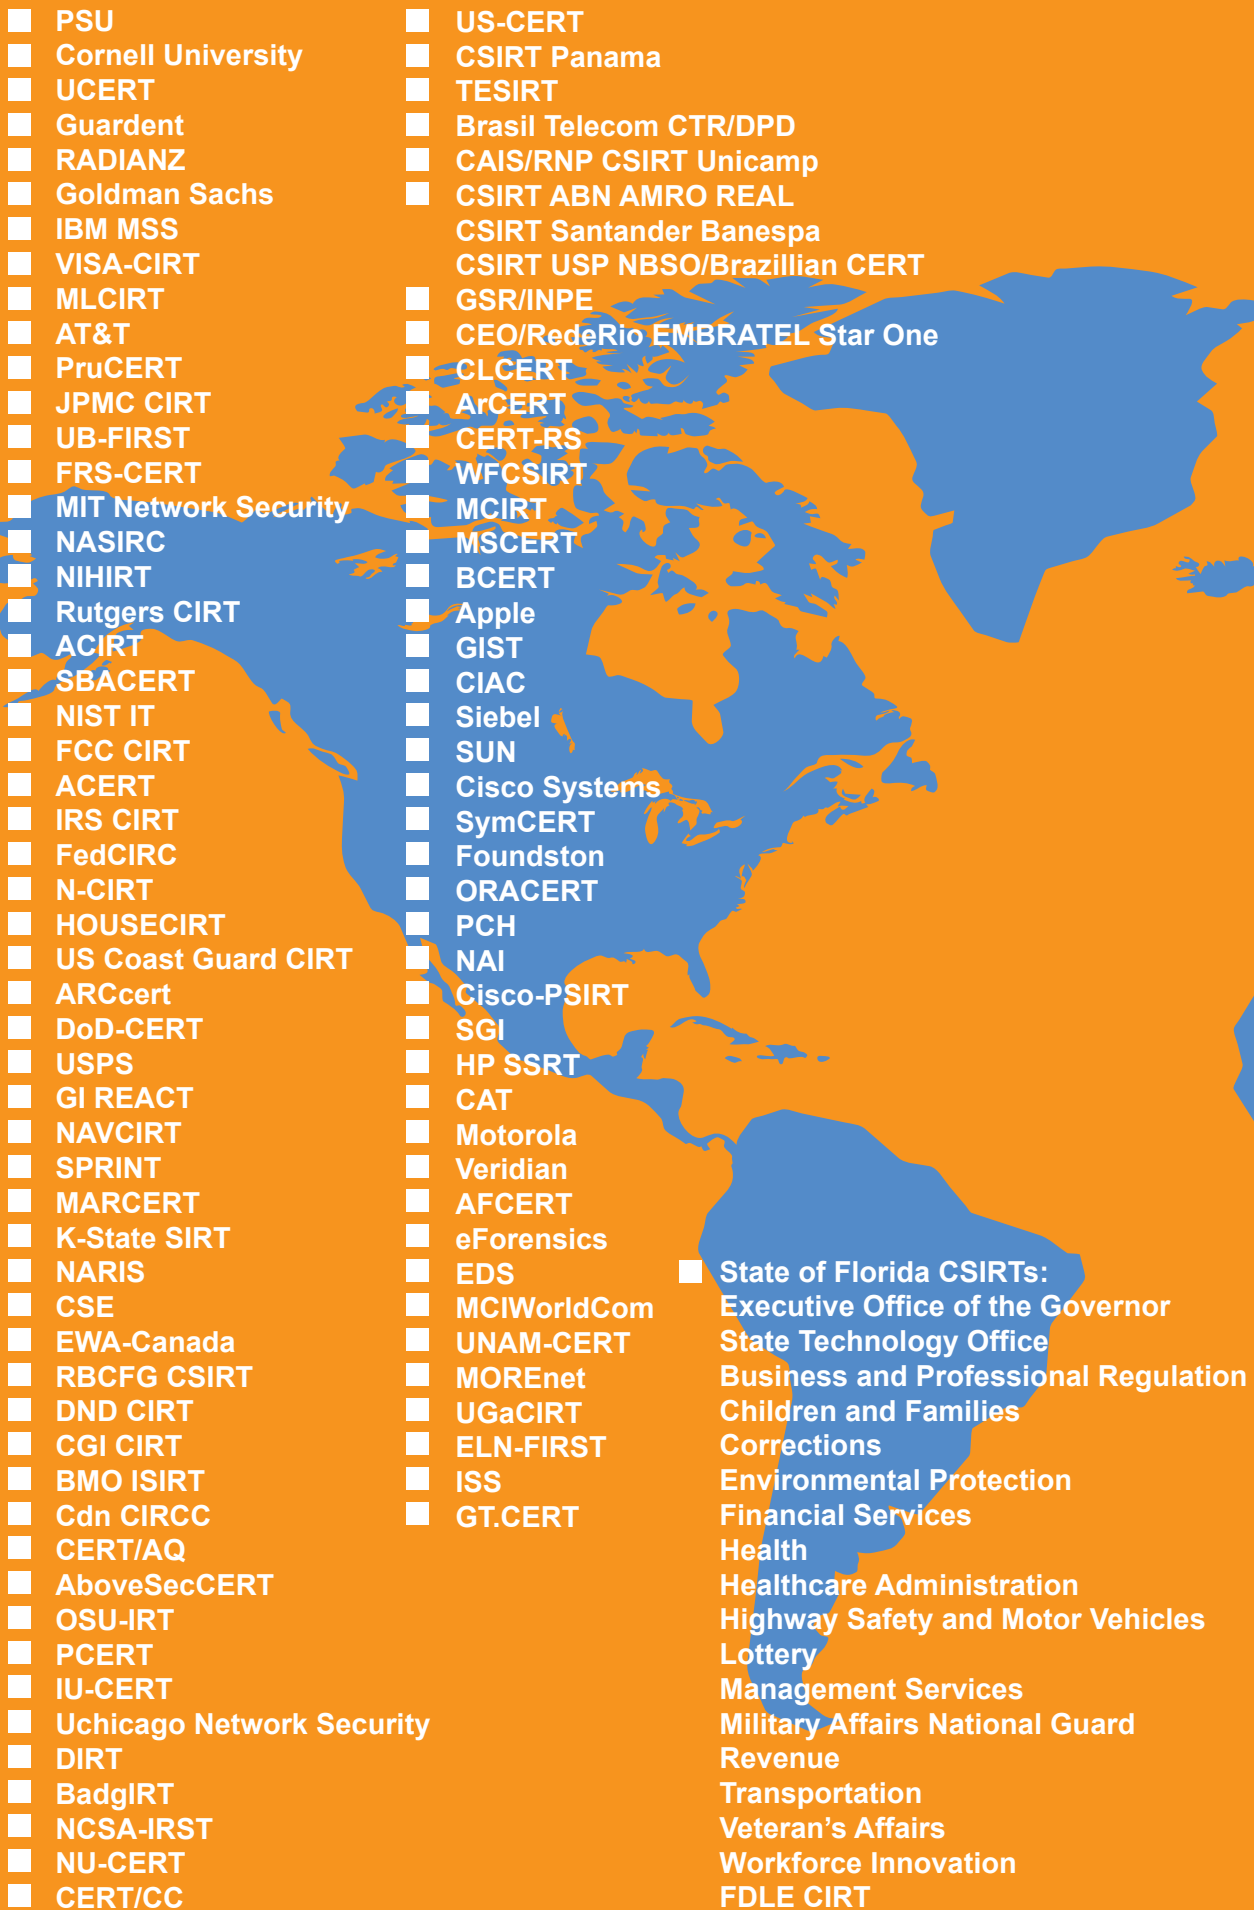 PSU
Cornell University
UCERT
Guardent
RADIANZ
Goldman Sachs
IBM MSS
VISA-CIRT
MLCIRT
AT&T
PruCERT
JPMC CIRT
UB-FIRST
FRS-CERT
MIT Network Security
NASIRC
NIHIRT
Rutgers CIRT
ACIRT
SBACERT
NIST IT
FCC CIRT
ACERT
IRS CIRT
FedCIRC
N-CIRT
HOUSECIRT
US Coast Guard CIRT
ARCcert
DoD-CERT
USPS
GI REACT
NAVCIRT
SPRINT
MARCERT
K-State SIRT
NARIS
CSE
EWA-Canada
RBCFG CSIRT
DND CIRT
CGI CIRT
BMO ISIRT
Cdn CIRCC
CERT/AQ
AboveSecCERT
OSU-IRT
PCERT
IU-CERT
Uchicago Network Security
DIRT
BadgIRT
NCSA-IRST
NU-CERT
CERT/CC
US-CERT
CSIRT Panama
TESIRT
Brasil Telecom CTR/DPD
CAIS/RNP CSIRT Unicamp
CSIRT ABN AMRO REAL
CSIRT Santander Banespa
CSIRT USP NBSO/Brazillian CERT
GSR/INPE
CEO/RedeRio EMBRATEL Star One
CLCERT
ArCERT
CERT-RS
WFCSIRT
MCIRT
MSCERT
BCERT
Apple
GIST
CIAC
Siebel
SUN
Cisco Systems
SymCERT
Foundston
ORACERT
PCH
NAI
Cisco-PSIRT
SGI
HP SSRT
CAT
Motorola
Veridian
AFCERT
eForensics
EDS
MCIWorldCom
UNAM-CERT
MOREnet
UGaCIRT
ELN-FIRST
ISS
GT.CERT
State of Florida CSIRTs:
Executive Office of the Governor
State Technology Office
Business and Professional Regulation
Children and Families
Corrections
Environmental Protection
Financial Services
Health
Healthcare Administration
Highway Safety and Motor Vehicles
Lottery
Management Services
Military Affairs National Guard
Revenue
Transportation
Veteran’s Affairs
Workforce Innovation
FDLE CIRT